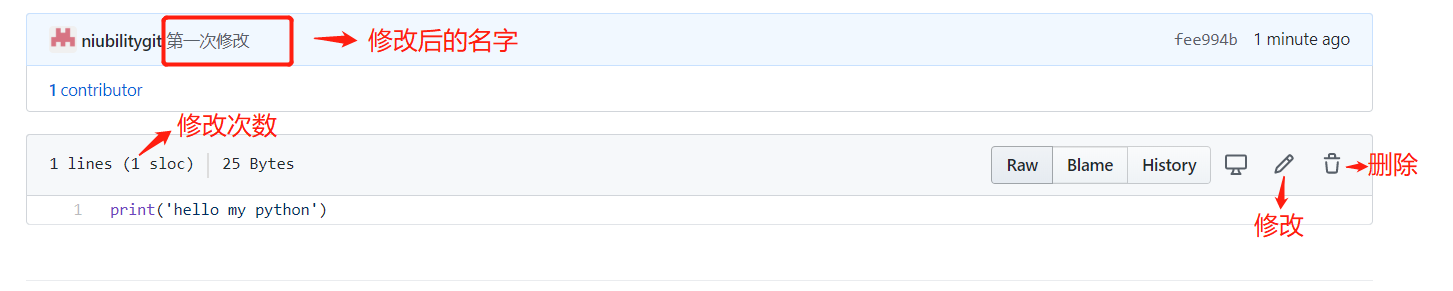 niubilitygit 第一次修改 修改后的名字 fee994b 1 minute ago
1 contributor
修改次数
1 lines (1 sloc) 25 Bytes Raw Blame History 删除
1 print('hello my python')
修改